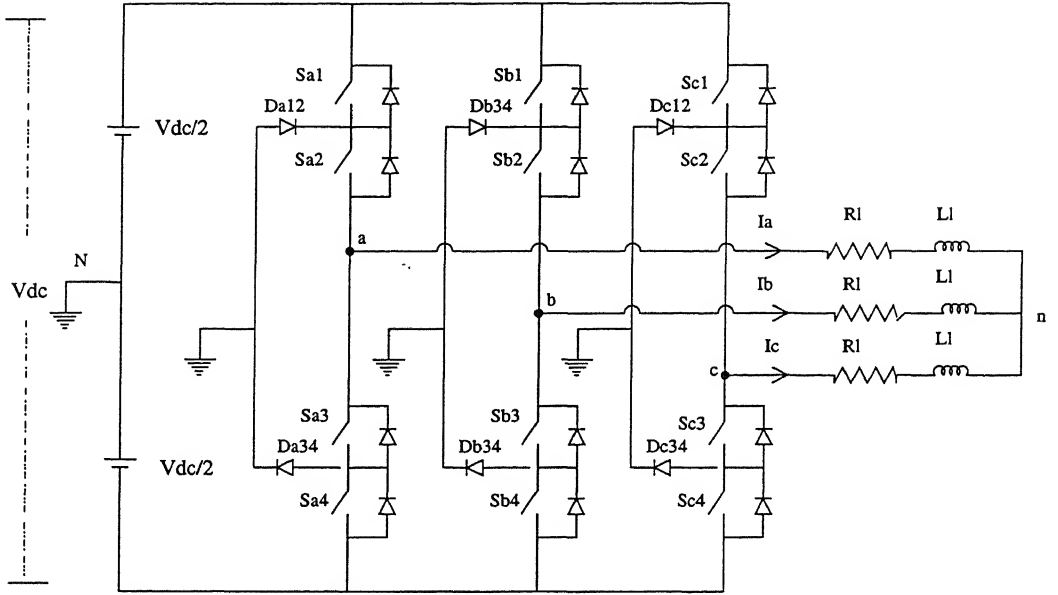 Sa1
Sb1
Sc1
Da12
Db34
Dc12
Vdc/2
Sa2
Sb2
Sc2
Ia
Rl
Ll
a
N
Vdc
Ib
Rl
Ll
b
n
Ic
Rl
Ll
c
Sa3
Sb3
Sc3
Da34
Db34
Dc34
Vdc/2
Sa4
Sb4
Sc4